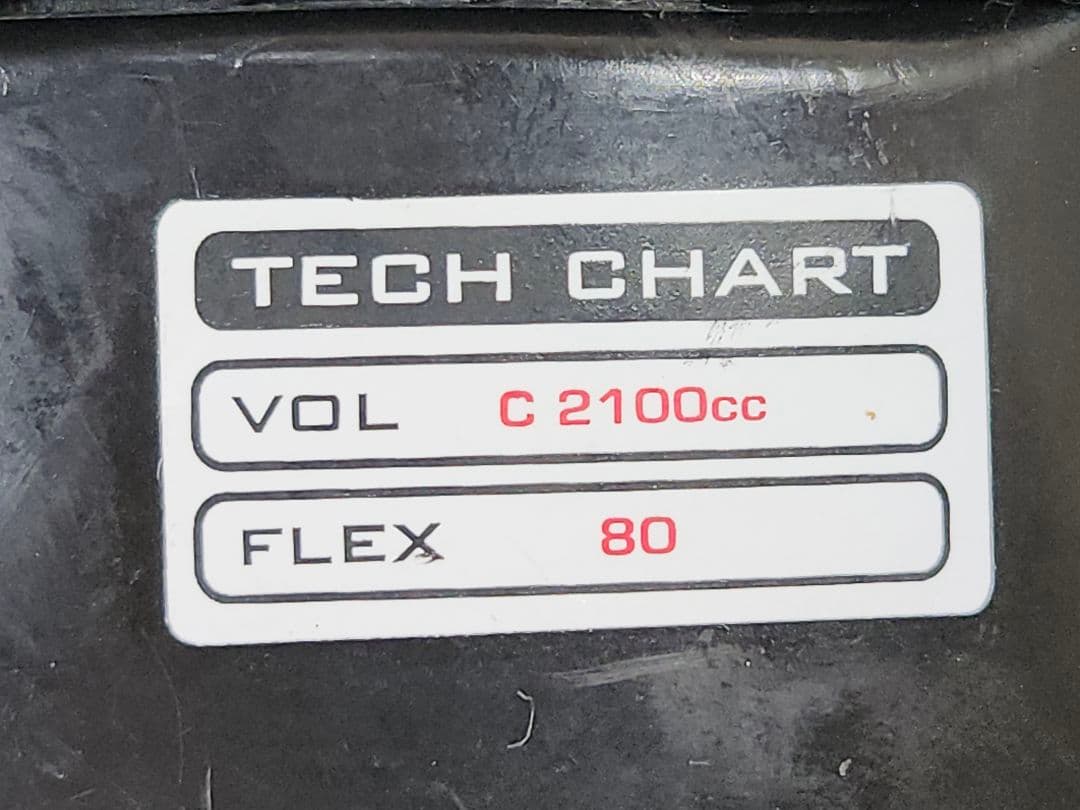 TECH CHART
VOL C 2100cc
FLEX 80